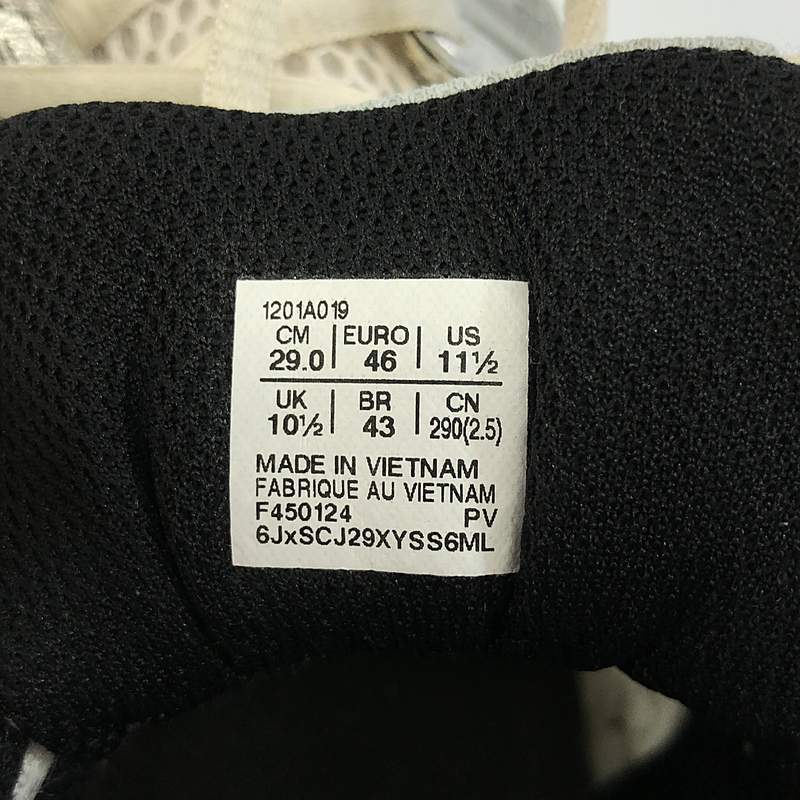 1201A019
CM | EURO | US
29.0 | 46 | 11½
UK | BR | CN
10½ | 43 | 290(2.5)
MADE IN VIETNAM
FABRIQUE AU VIETNAM
F450124 PV
6JxSCJ29XYSS6ML